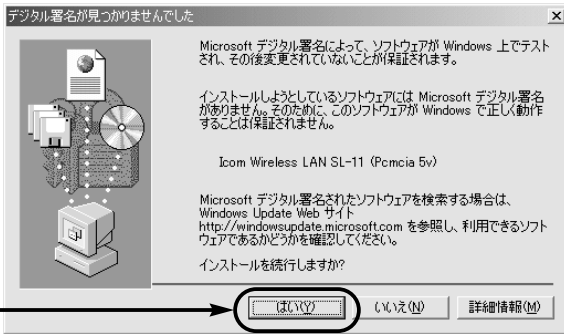 デジタル署名が見つかりませんでした
Microsoft デジタル署名によって、ソフトウェアが Windows 上でテスト
され、その後変更されていないことが保証されます。
インストールしようとしているソフトウェアには Microsoft デジタル署名
がありません。そのために、このソフトウェアが Windows で正しく動作
することは保証されません。
Icom Wireless LAN SL-11 (Pcmcia 5v)
Microsoft デジタル署名されたソフトウェアを検索する場合は、
Windows Update Web サイト
http://windowsupdate.microsoft.com を参照し、利用できるソフト
ウェアであるかどうかを確認してください。
インストールを続行しますか?
はい(Y) いいえ(N) 詳細情報(M)